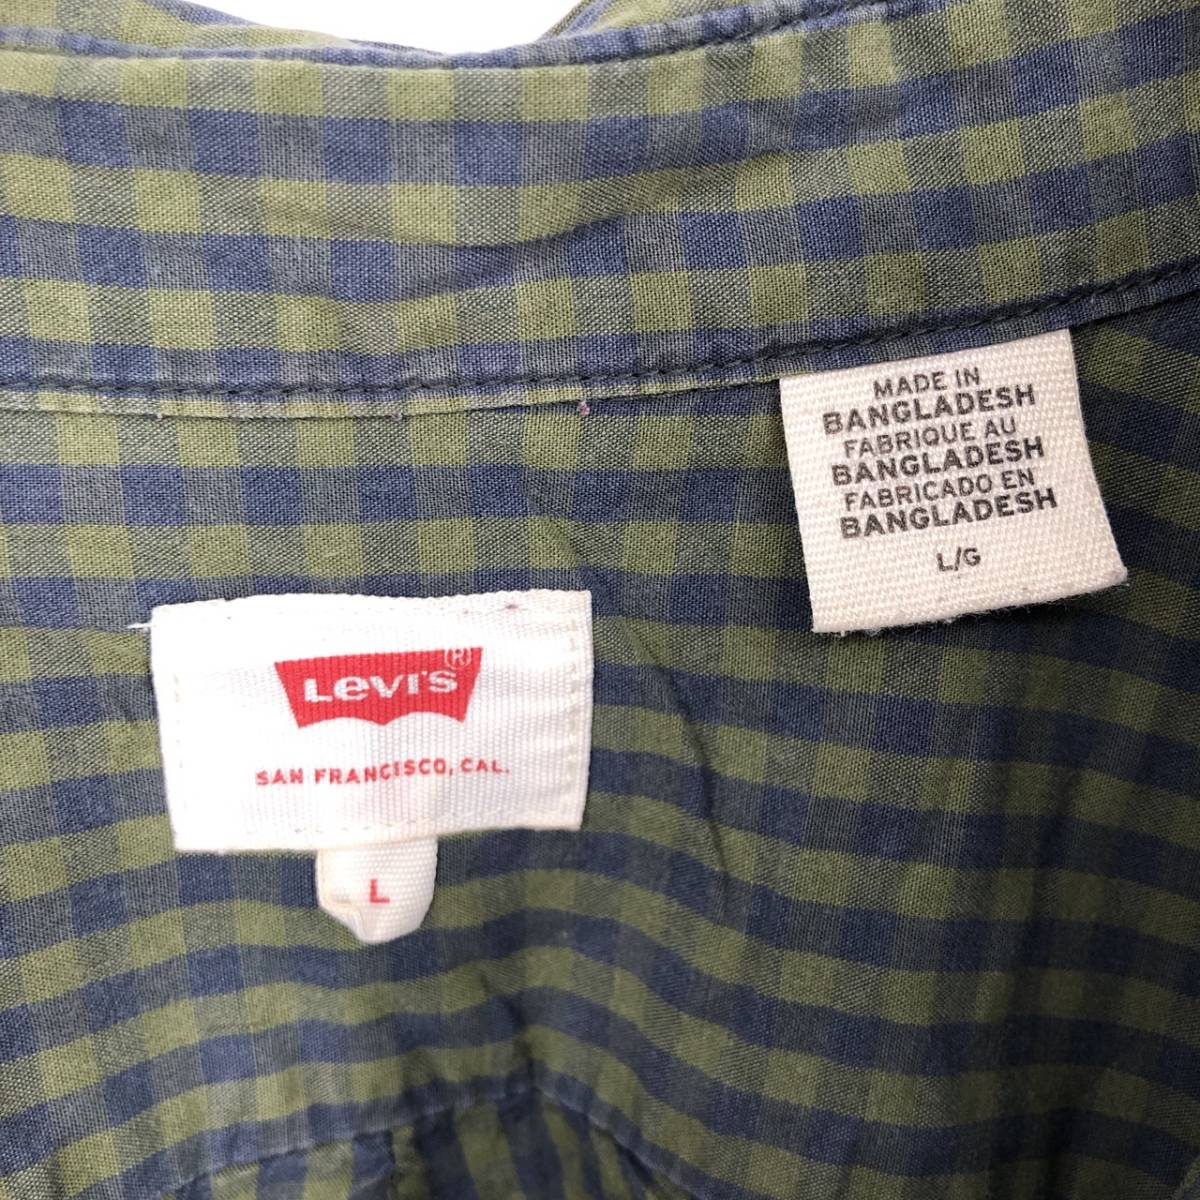 MADE IN
BANGLADESH
FABRIQUE AU
BANGLADESH
FABRICADO EN
BANGLADESH
L/G
LEVI'S ®
SAN FRANCISCO, CAL.
L